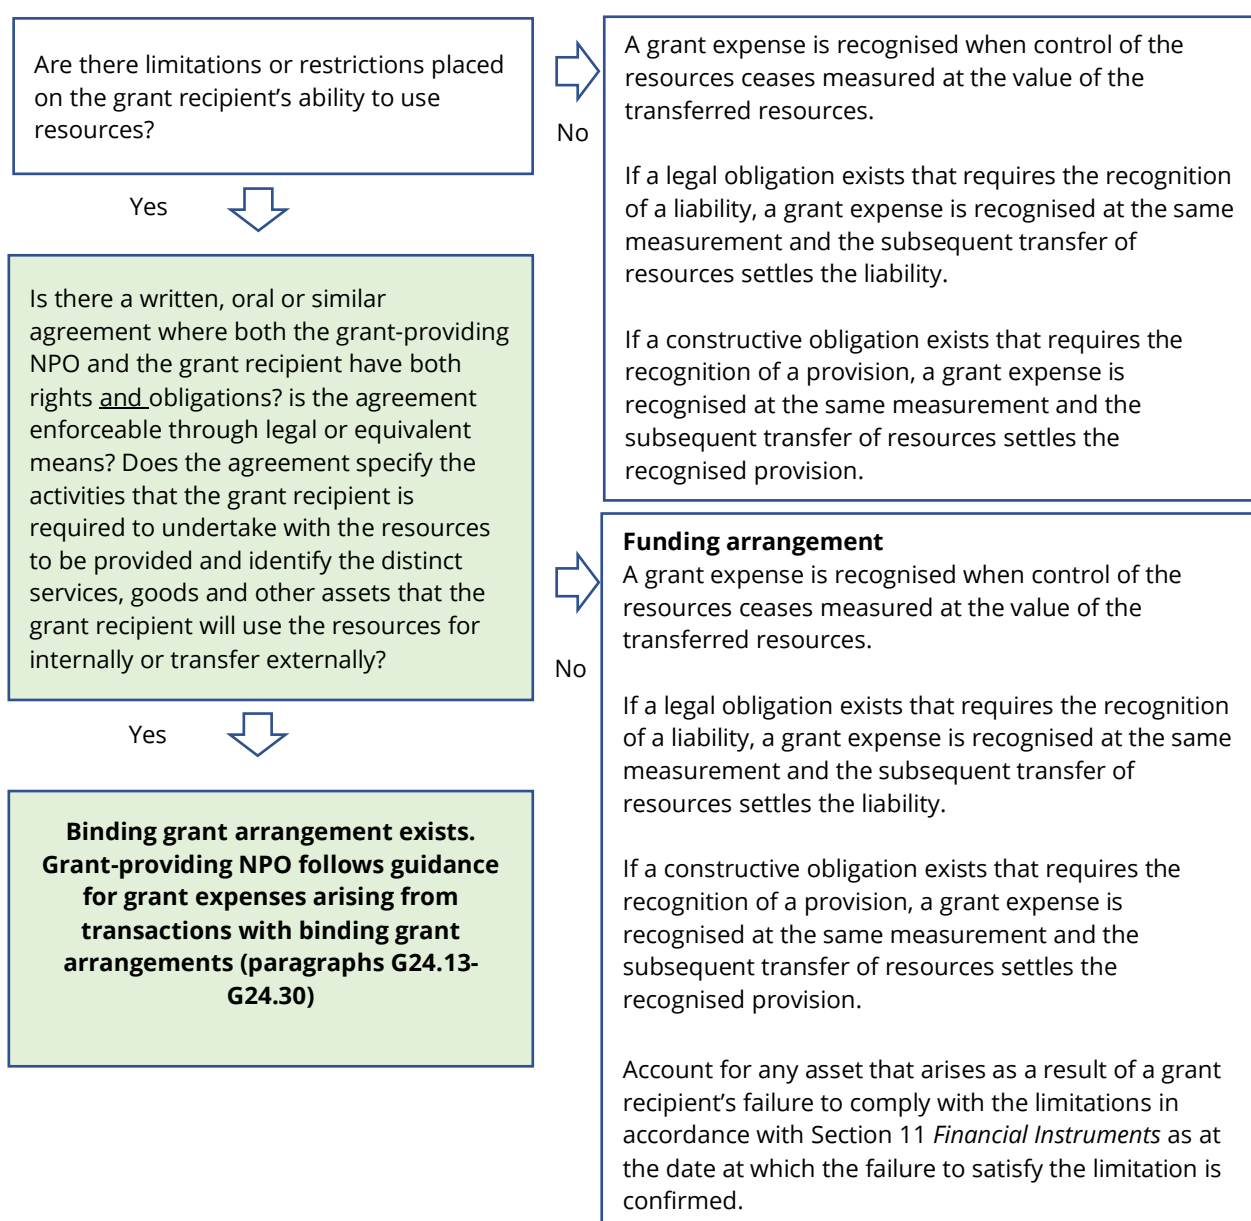 Are there limitations or restrictions placed
on the grant recipient's ability to use
resources?
No
A grant expense is recognised when control of the
resources ceases measured at the value of the
transferred resources.
If a legal obligation exists that requires the recognition
of a liability, a grant expense is recognised at the same
measurement and the subsequent transfer of
resources settles the liability.
If a constructive obligation exists that requires the
recognition of a provision, a grant expense is
recognised at the same measurement and the
subsequent transfer of resources settles the
recognised provision.
Yes
Is there a written, oral or similar
agreement where both the grant-providing
NPO and the grant recipient have both
rights and obligations? is the agreement
enforceable through legal or equivalent
means? Does the agreement specify the
activities that the grant recipient is
required to undertake with the resources
to be provided and identify the distinct
services, goods and other assets that the
grant recipient will use the resources for
internally or transfer externally?
No
Funding arrangement
A grant expense is recognised when control of the
resources ceases measured at the value of the
transferred resources.
If a legal obligation exists that requires the recognition
of a liability, a grant expense is recognised at the same
measurement and the subsequent transfer of
resources settles the liability.
If a constructive obligation exists that requires the
recognition of a provision, a grant expense is
recognised at the same measurement and the
subsequent transfer of resources settles the
recognised provision.
Account for any asset that arises as a result of a grant
recipient's failure to comply with the limitations in
accordance with Section 11 Financial Instruments as at
the date at which the failure to satisfy the limitation is
confirmed.
Yes
Binding grant arrangement exists.
Grant-providing NPO follows guidance
for grant expenses arising from
transactions with binding grant
arrangements (paragraphs G24.13-
G24.30)